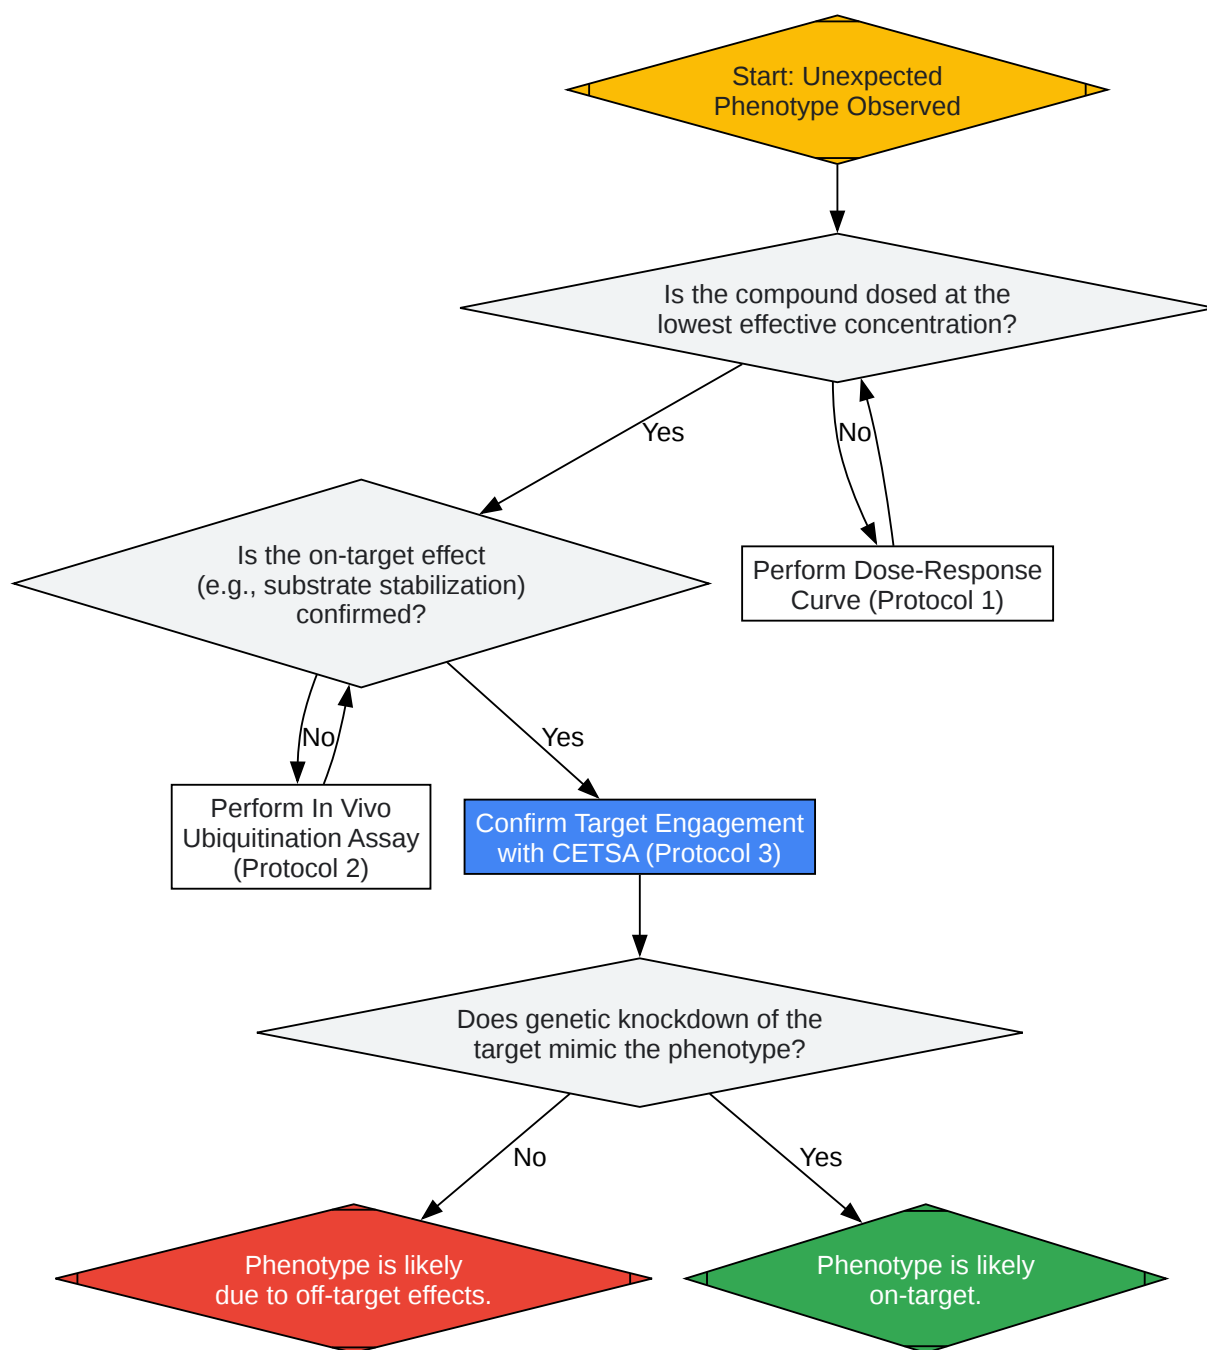 Start: Unexpected
Phenotype Observed
Is the compound dosed at the
lowest effective concentration?
Yes
No
Is the on-target effect
(e.g., substrate stabilization)
confirmed?
Perform Dose-Response
Curve (Protocol 1)
No
Yes
Perform In Vivo
Ubiquitination Assay
(Protocol 2)
Confirm Target Engagement
with CETSA (Protocol 3)
Does genetic knockdown of the
target mimic the phenotype?
No
Yes
Phenotype is likely
due to off-target effects.
Phenotype is likely
on-target.